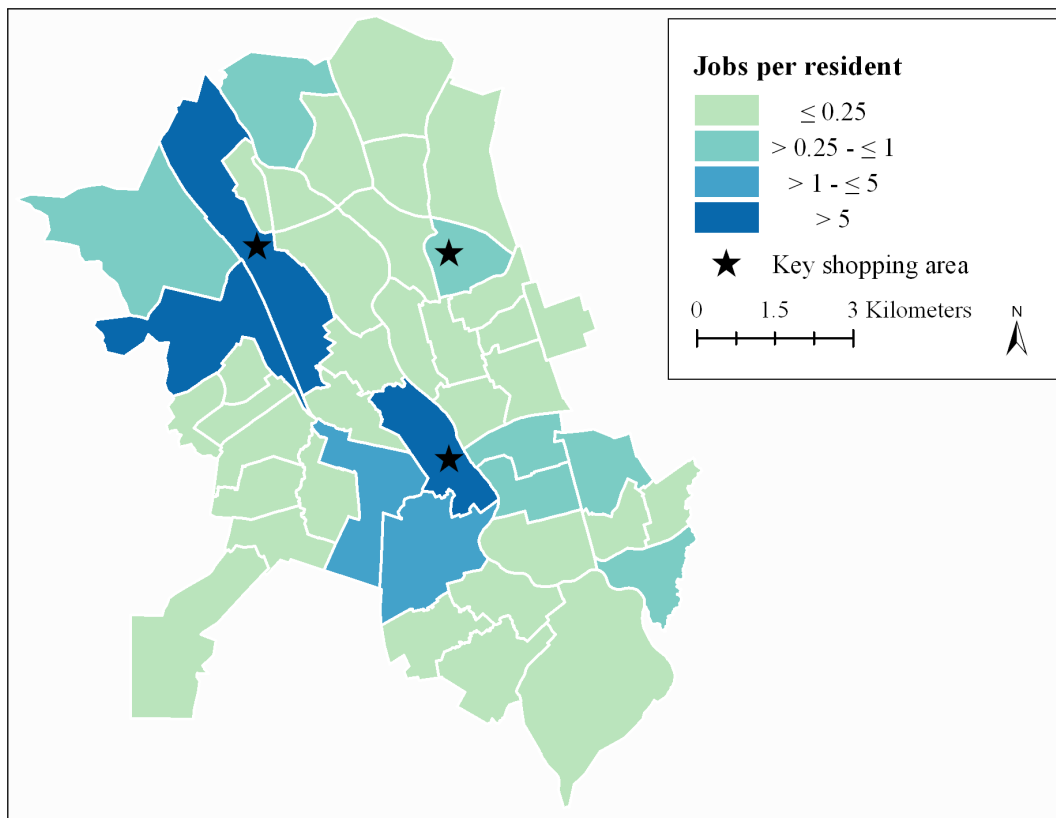 Jobs per resident
≤ 0.25
> 0.25 - ≤ 1
> 1 - ≤ 5
> 5
Key shopping area
0 1.5 3 Kilometers
N